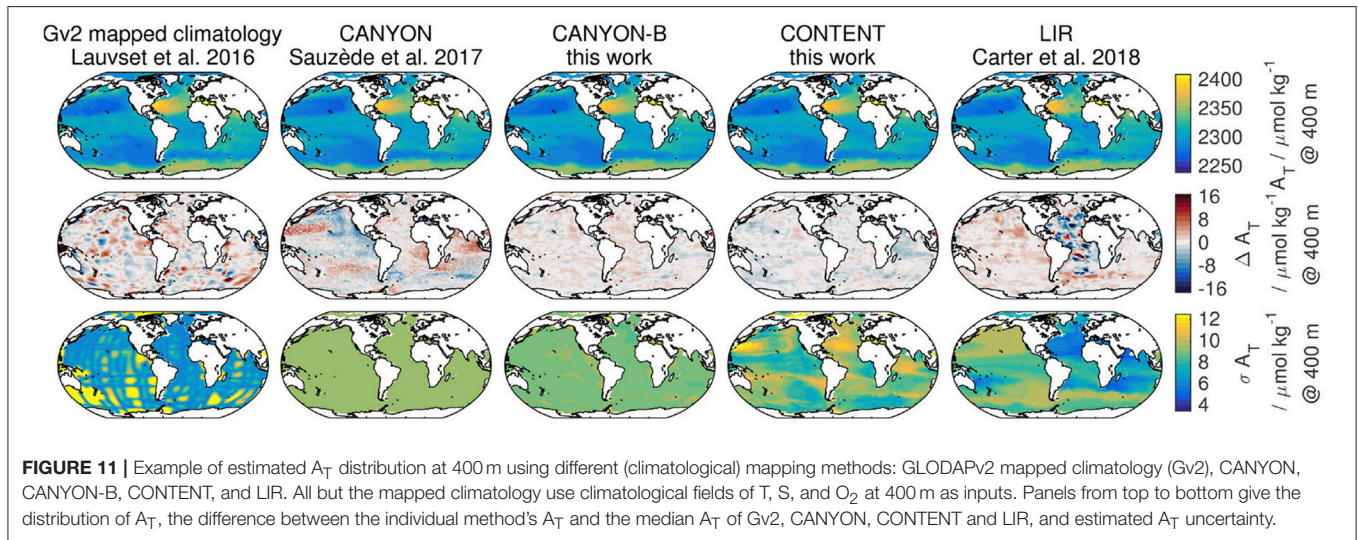 Gv2 mapped climatology
Lauvset et al. 2016
CANYON
Sauzède et al. 2017
CANYON-B
this work
CONTENT
this work
LIR
Carter et al. 2018
2400
2350
2300
2250
A_T / μmol kg⁻¹
@ 400 m
16
8
0
-8
-16
Δ A_T
/ μmol kg⁻¹
@ 400 m
12
10
8
6
4
σ A_T
/ μmol kg⁻¹
@ 400 m
FIGURE 11 | Example of estimated A_T distribution at 400 m using different (climatological) mapping methods: GLODAPv2 mapped climatology (Gv2), CANYON,
CANYON-B, CONTENT, and LIR. All but the mapped climatology use climatological fields of T, S, and O₂ at 400 m as inputs. Panels from top to bottom give the
distribution of A_T, the difference between the individual method's A_T and the median A_T of Gv2, CANYON, CONTENT and LIR, and estimated A_T uncertainty.